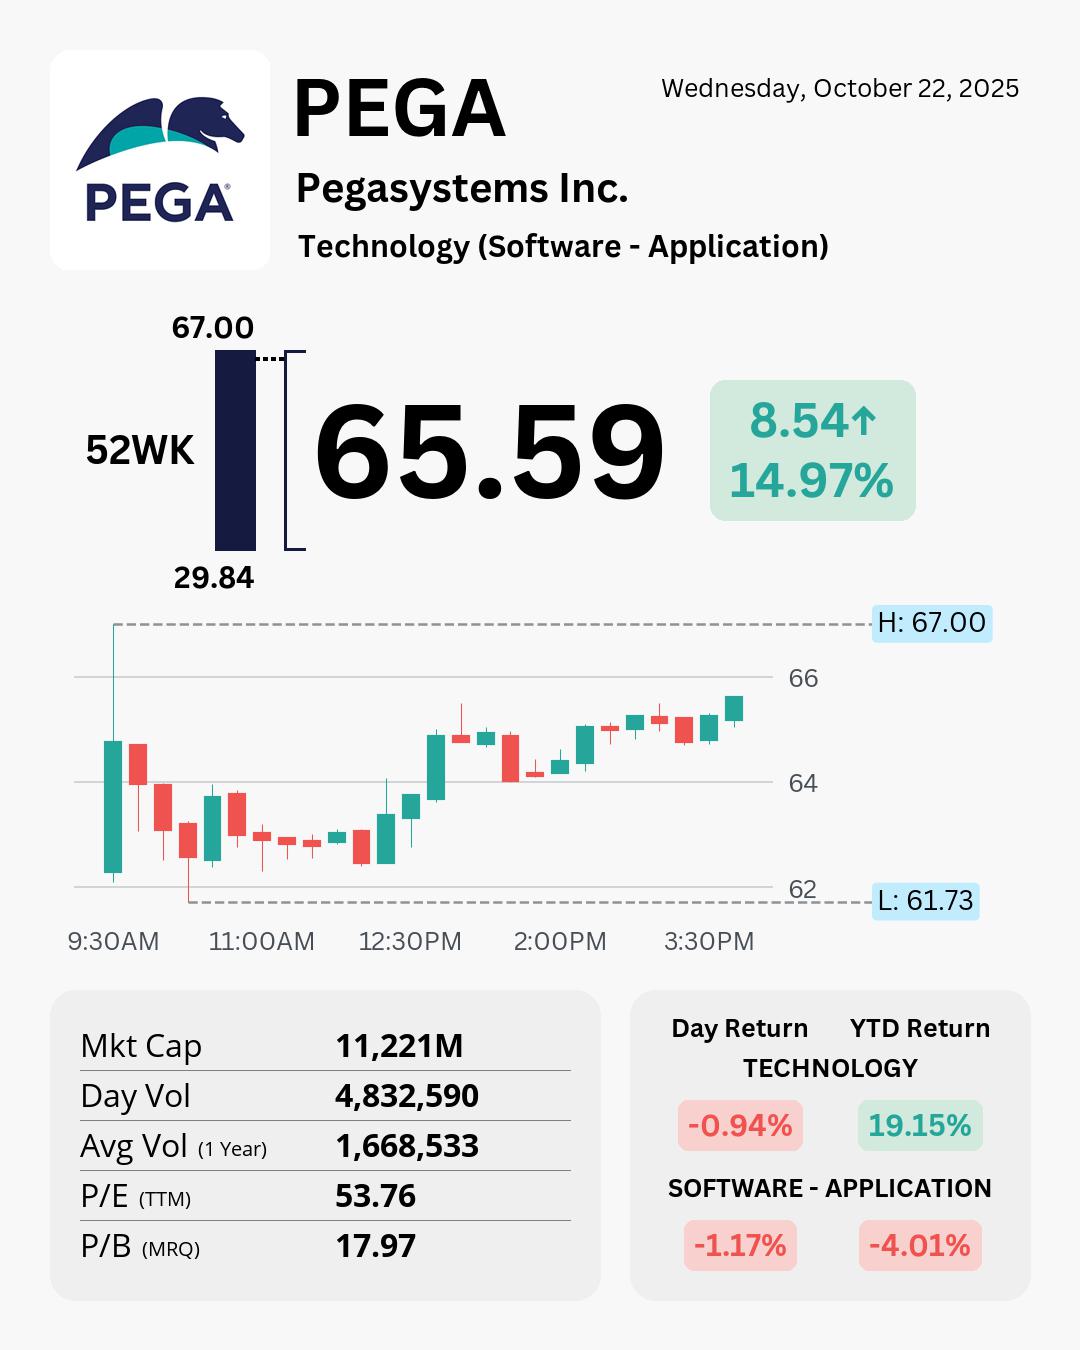 PEGA®
PEGA
Wednesday, October 22, 2025
Pegasystems Inc.
Technology (Software - Application)
67.00
52WK
65.59
8.54↑
14.97%
29.84
H: 67.00
66
64
62
L: 61.73
9:30AM 11:00AM 12:30PM 2:00PM 3:30PM
Mkt Cap 11,221M
Day Vol 4,832,590
Avg Vol (1 Year) 1,668,533
P/E (TTM) 53.76
P/B (MRQ) 17.97
Day Return YTD Return
TECHNOLOGY
-0.94% 19.15%
SOFTWARE - APPLICATION
-1.17% -4.01%